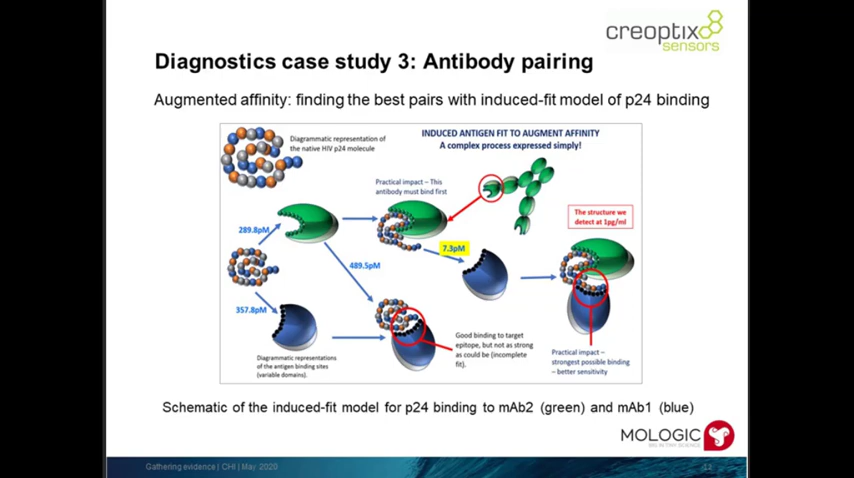 creoptix
sensors
Diagnostics case study 3: Antibody pairing
Augmented affinity: finding the best pairs with induced-fit model of p24 binding
Diagrammatic representation of
the native HIV p24 molecule
INDUCED ANTIGEN FIT TO AUGMENT AFFINITY
A complex process expressed simply!
Practical impact – This
antibody must bind first
The structure we
detect at 1pg/ml
289.8pM
7.3pM
489.5pM
357.8pM
Good binding to target
epitope, but not as strong
as could be (incomplete
fit).
Practical impact –
strongest possible binding
– better sensitivity
Diagrammatic representations
of the antigen binding sites
(variable domains).
Schematic of the induced-fit model for p24 binding to mAb2 (green) and mAb1 (blue)
MOLOGIC
Gathering evidence | CHI | May 2020
12